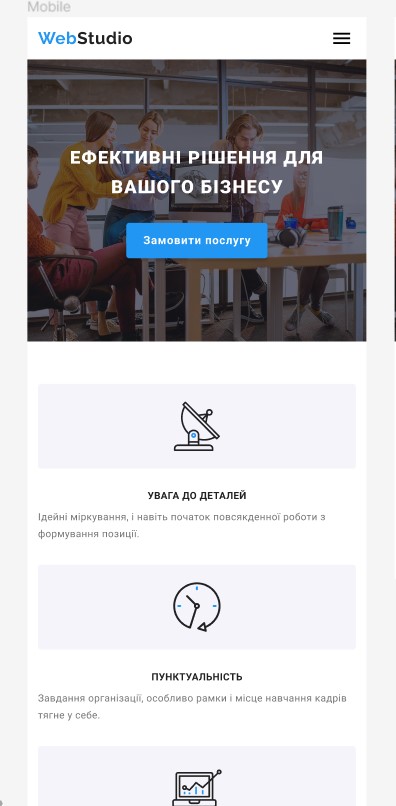 Mobile
WebStudio
ЕФЕКТИВНІ РІШЕННЯ ДЛЯ
ВАШОГО БІЗНЕСУ
Замовити послугу
УВАГА ДО ДЕТАЛЕЙ
Ідейні міркування, і навіть початок повсякденної роботи з
формування позиції.
ПУНКТУАЛЬНІСТЬ
Завдання організації, особливо рамки і місце навчання кадрів
тягне у себе.